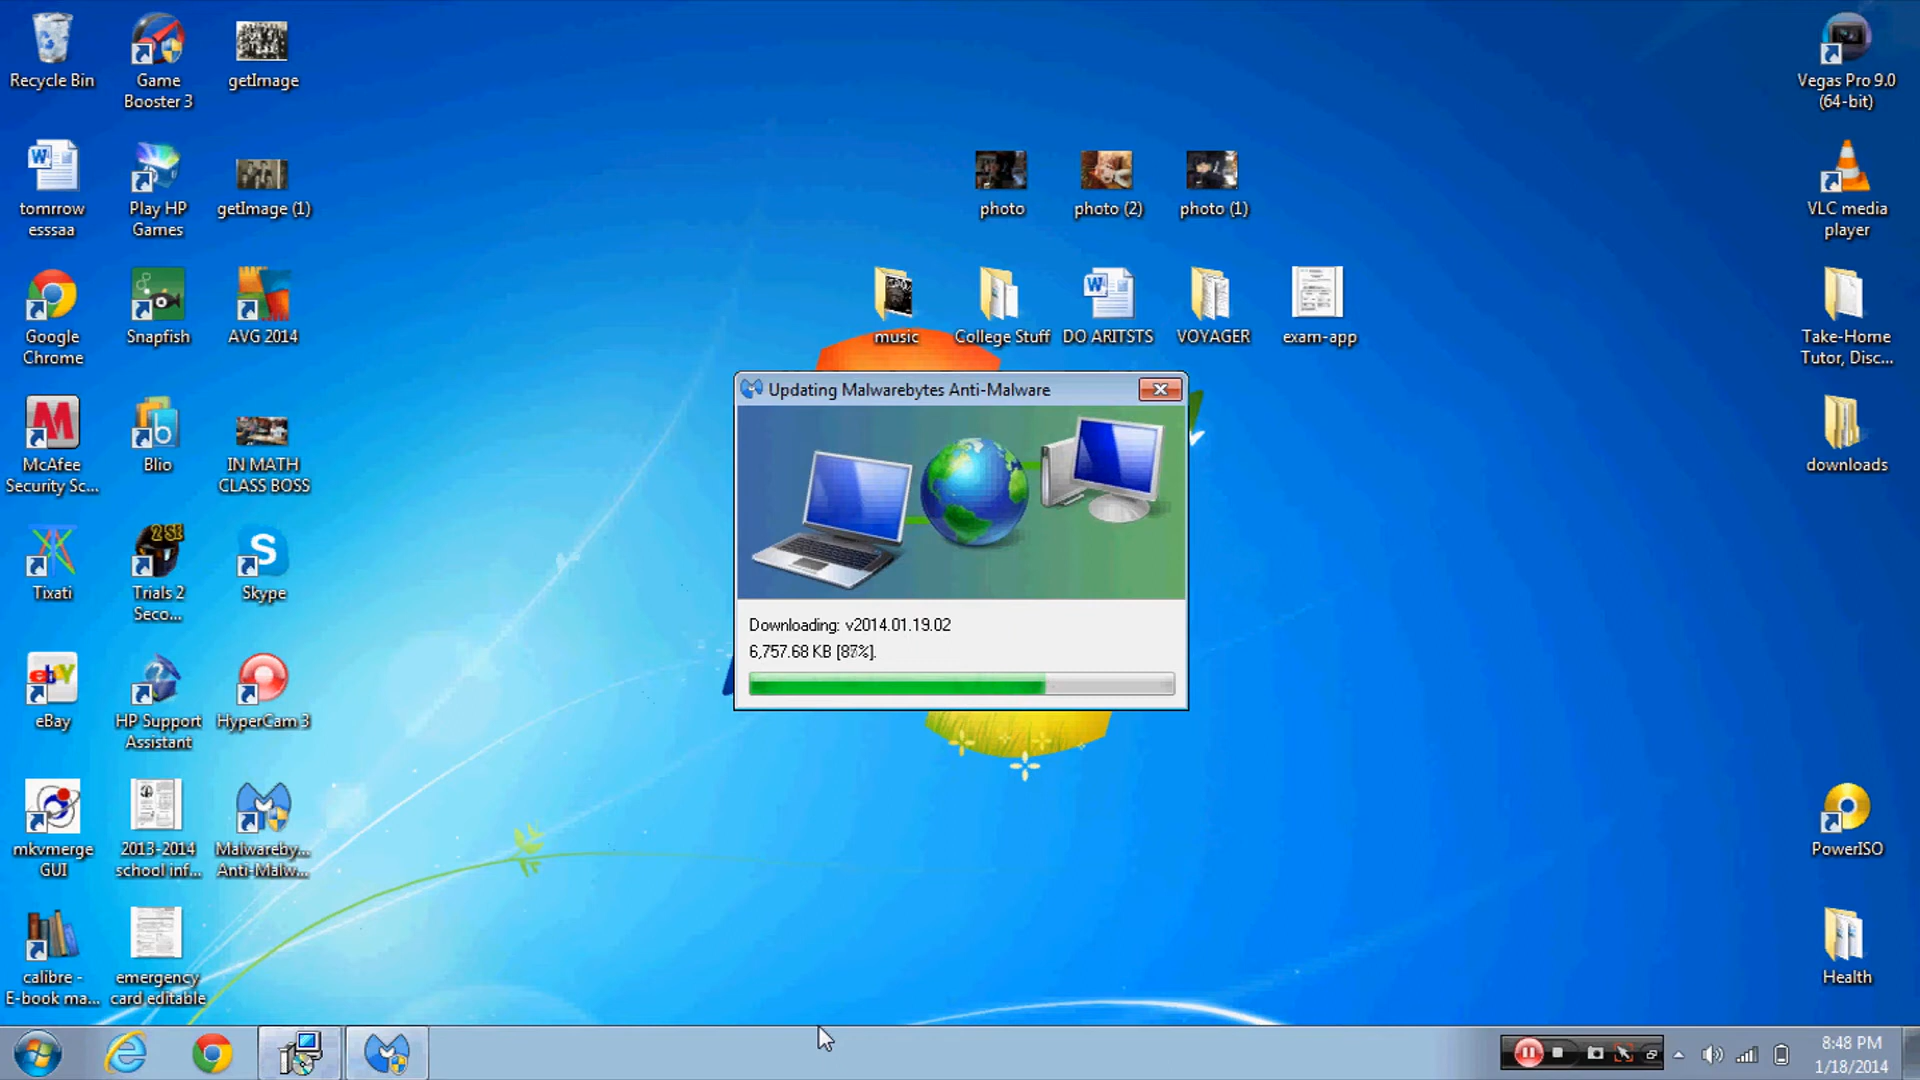 Recycle Bin
Game
Booster 3
getImage
Vegas Pro 9.0
(64-bit)
tomrrow
esssaa
Play HP
Games
getImage (1)
photo
photo (2)
photo (1)
VLC media
player
Google
Chrome
Snapfish
AVG 2014
music
College Stuff
DO ARITSTS
VOYAGER
exam-app
Take-Home
Tutor, Disc...
Updating Malwarebytes Anti-Malware
McAfee
Security Sc...
Blio
IN MATH
CLASS BOSS
downloads
Tixati
Trials 2
Seco...
Skype
Downloading: v2014.01.19.02
6,757.68 KB [87%].
eBay
HP Support
Assistant
HyperCam 3
mkvmerge
GUI
2013-2014
school inf...
Malwareby...
Anti-Malw...
PowerISO
calibre -
E-book ma...
emergency
card editable
Health
8:48 PM
1/18/2014